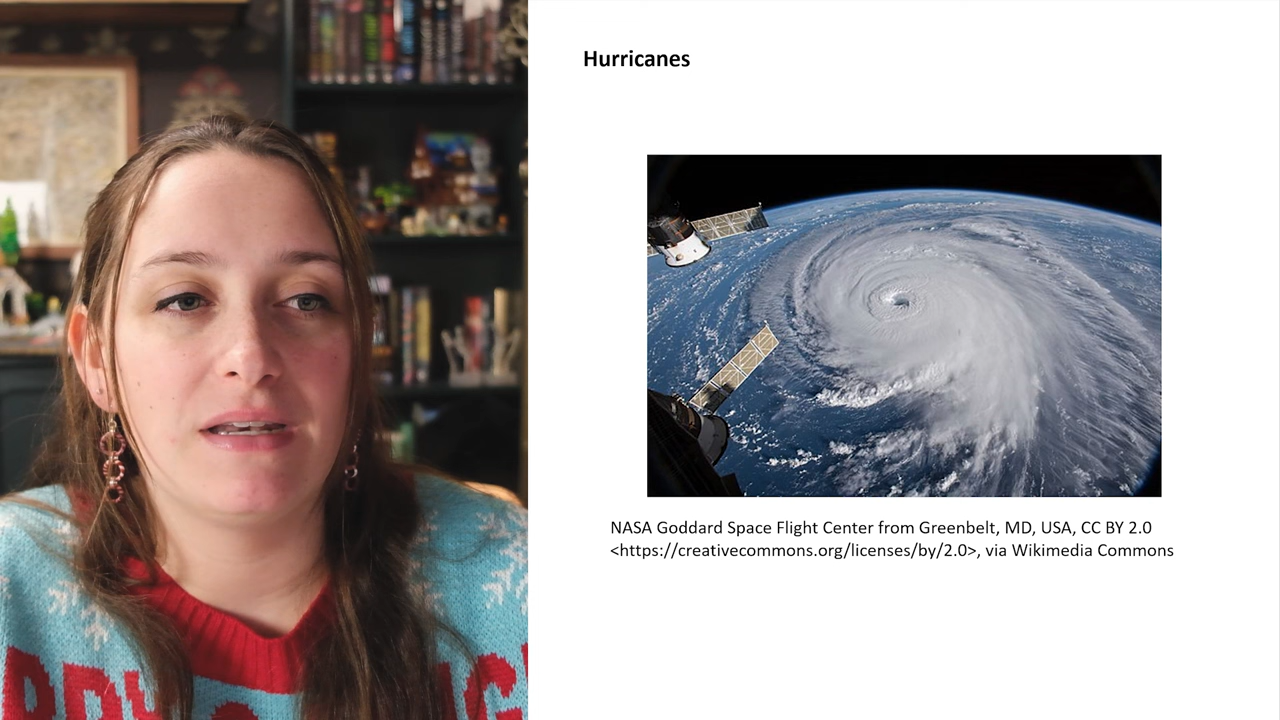 Hurricanes
NASA Goddard Space Flight Center from Greenbelt, MD, USA, CC BY 2.0
<https://creativecommons.org/licenses/by/2.0>, via Wikimedia Commons